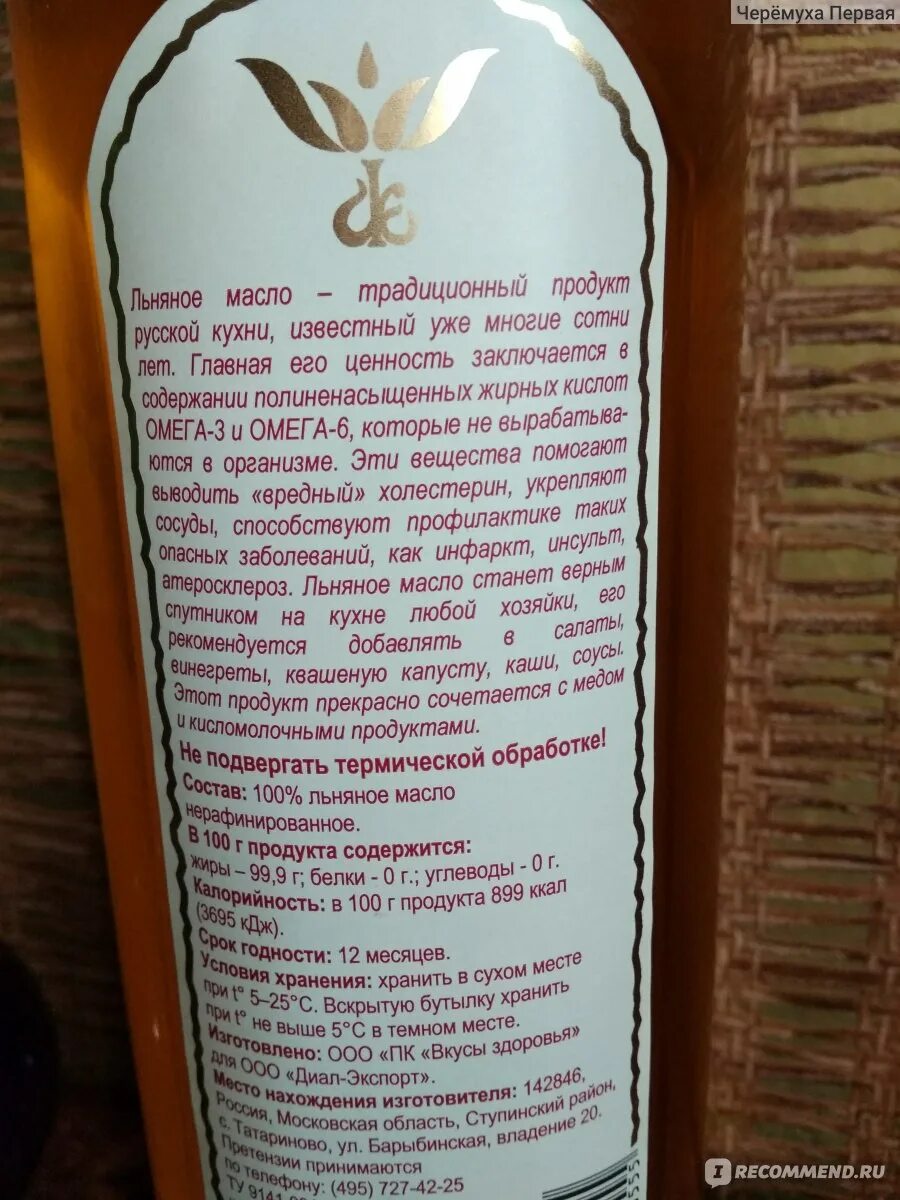 Черёмуха Первая
Льняное масло – традиционный продукт
русской кухни, известный уже многие сотни
лет. Главная его ценность заключается в
содержании полиненасыщенных жирных кислот
ОМЕГА-3 и ОМЕГА-6, которые не вырабатыва-
ются в организме. Эти вещества помогают
выводить «вредный» холестерин, укрепляют
сосуды, способствуют профилактике таких
опасных заболеваний, как инфаркт, инсульт,
атеросклероз. Льняное масло станет верным
спутником на кухне любой хозяйки, его
рекомендуется добавлять в салаты,
винегреты, квашеную капусту, каши, соусы.
Этот продукт прекрасно сочетается с медом
и кисломолочными продуктами.
Не подвергать термической обработке!
Состав: 100% льняное масло
нерафинированное.
В 100 г продукта содержится:
жиры – 99,9 г; белки - 0 г.; углеводы - 0 г.
Калорийность: в 100 г продукта 899 ккал
(3695 кДж).
Срок годности: 12 месяцев.
Условия хранения: хранить в сухом месте
при t° 5–25°С. Вскрытую бутылку хранить
при t° не выше 5°С в темном месте.
Изготовлено: ООО «ПК «Вкусы здоровья»
для ООО «Диал-Экспорт».
Место нахождения изготовителя: 142846,
Россия, Московская область, Ступинский район,
с. Татариново, ул. Барыбинская, владение 20.
Претензии принимаются
по телефону: (495) 727-42-25
ТУ 9141
IRECOMMEND.RU